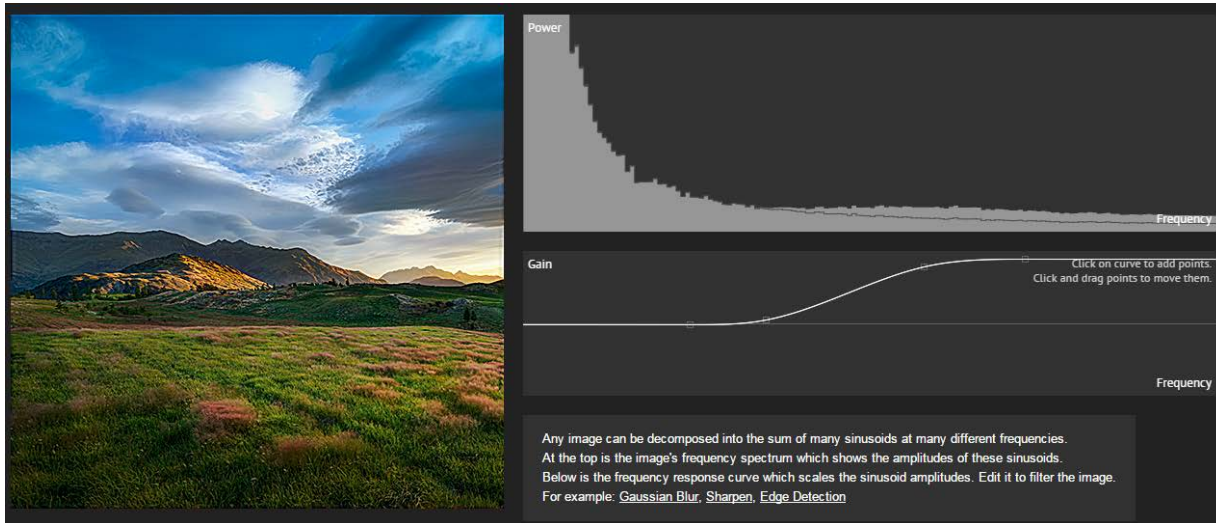 Power
Frequency
Gain
Click on curve to add points.
Click and drag points to move them.
Frequency
Any image can be decomposed into the sum of many sinusoids at many different frequencies.
At the top is the image's frequency spectrum which shows the amplitudes of these sinusoids.
Below is the frequency response curve which scales the sinusoid amplitudes. Edit it to filter the image.
For example: Gaussian Blur, Sharpen, Edge Detection